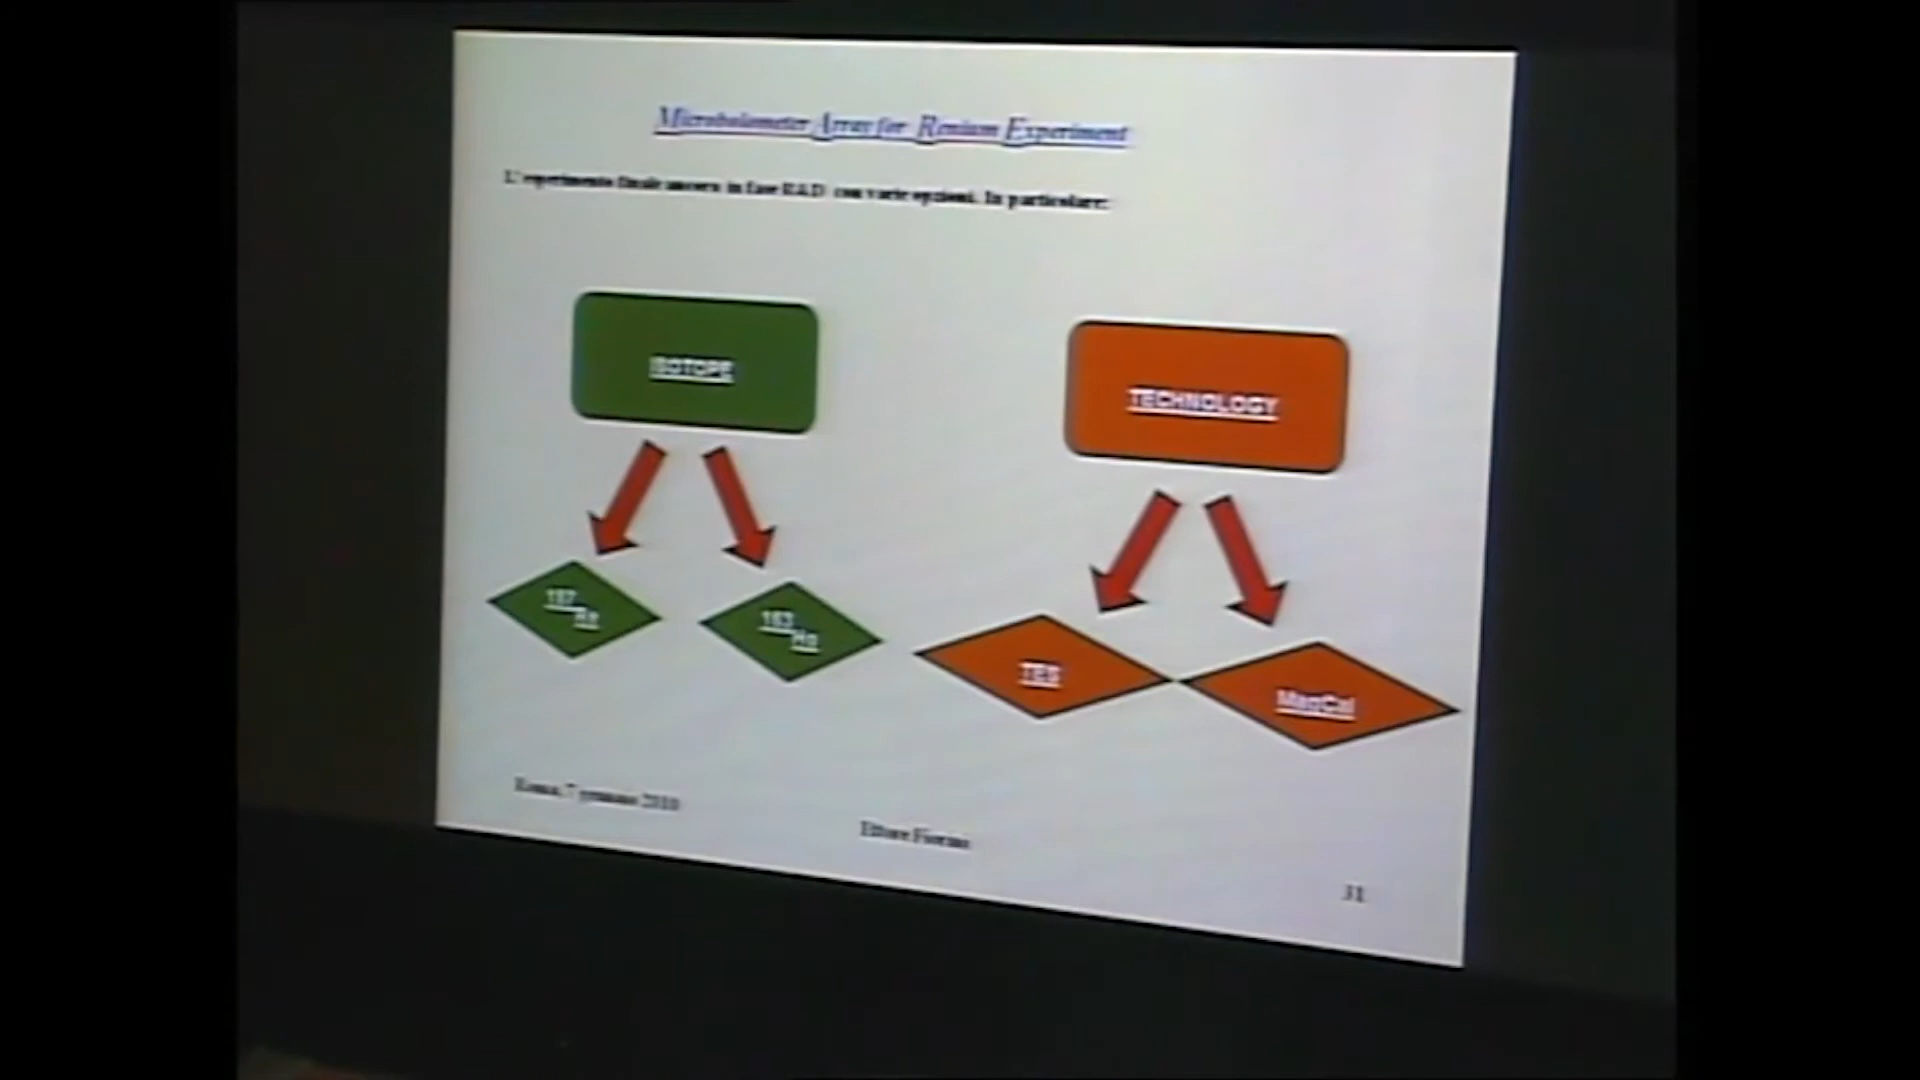 Microbolometer Array for Renium Experiment
L'esperimento finale ancora in fase R&D con varie opzioni. In particolare:
ISOTOPE
TECHNOLOGY
187Re
163Ho
TES
MagCal
Roma, 7 gennaio 2010
Ettore Fiorini
31